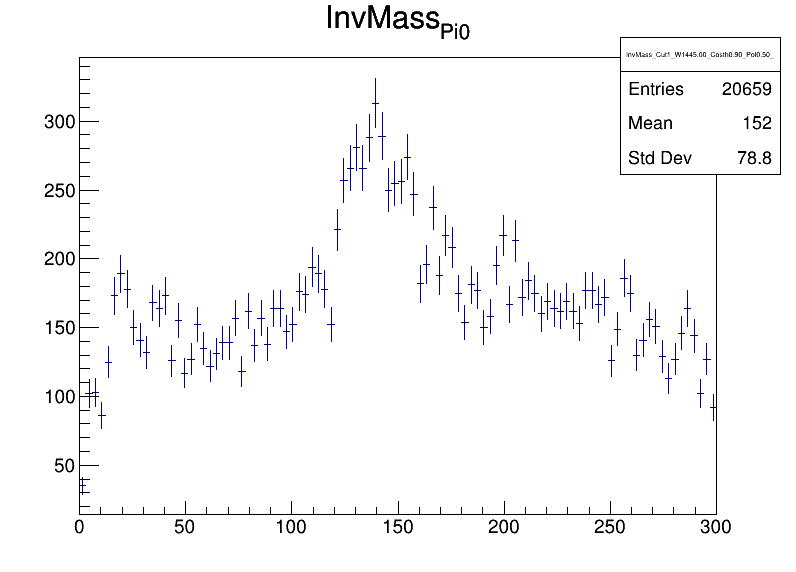 InvMass_Pi0
InvMass_Cut1_W1445.00_Costh0.90_Pol0.50_
Entries 20659
Mean 152
Std Dev 78.8
300
250
200
150
100
50
0 50 100 150 200 250 300